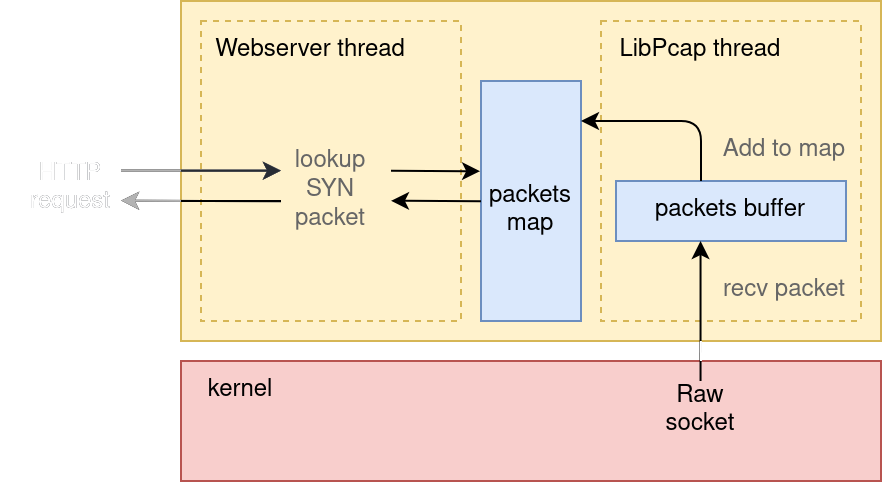 Webserver thread
LibPcap thread
HTTP
request
lookup
SYN
packet
packets
map
Add to map
packets buffer
recv packet
kernel
Raw
socket